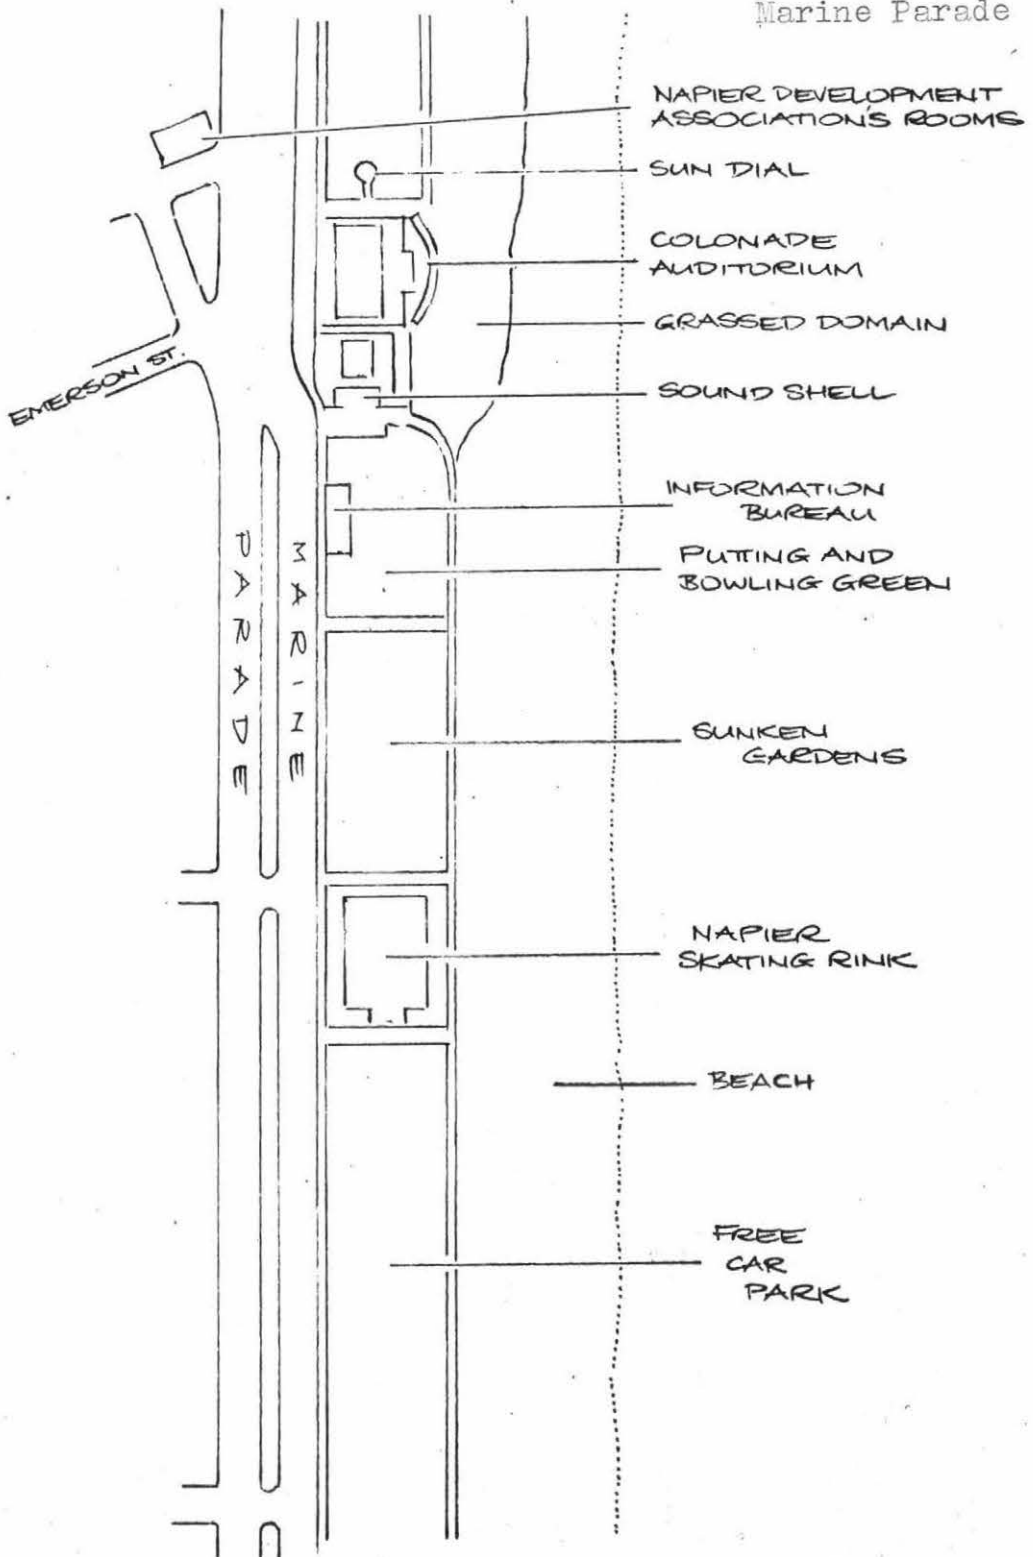 Marine Parade
NAPIER DEVELOPMENT
ASSOCIATIONS ROOMS
SUN DIAL
COLONADE
AUDITORIUM
GRASSED DOMAIN
SOUND SHELL
EMERSON ST.
INFORMATION
BUREAU
PUTTING AND
BOWLING GREEN
MARINE
PARADE
SUNKEN
GARDENS
NAPIER
SKATING RINK
BEACH
FREE
CAR
PARK